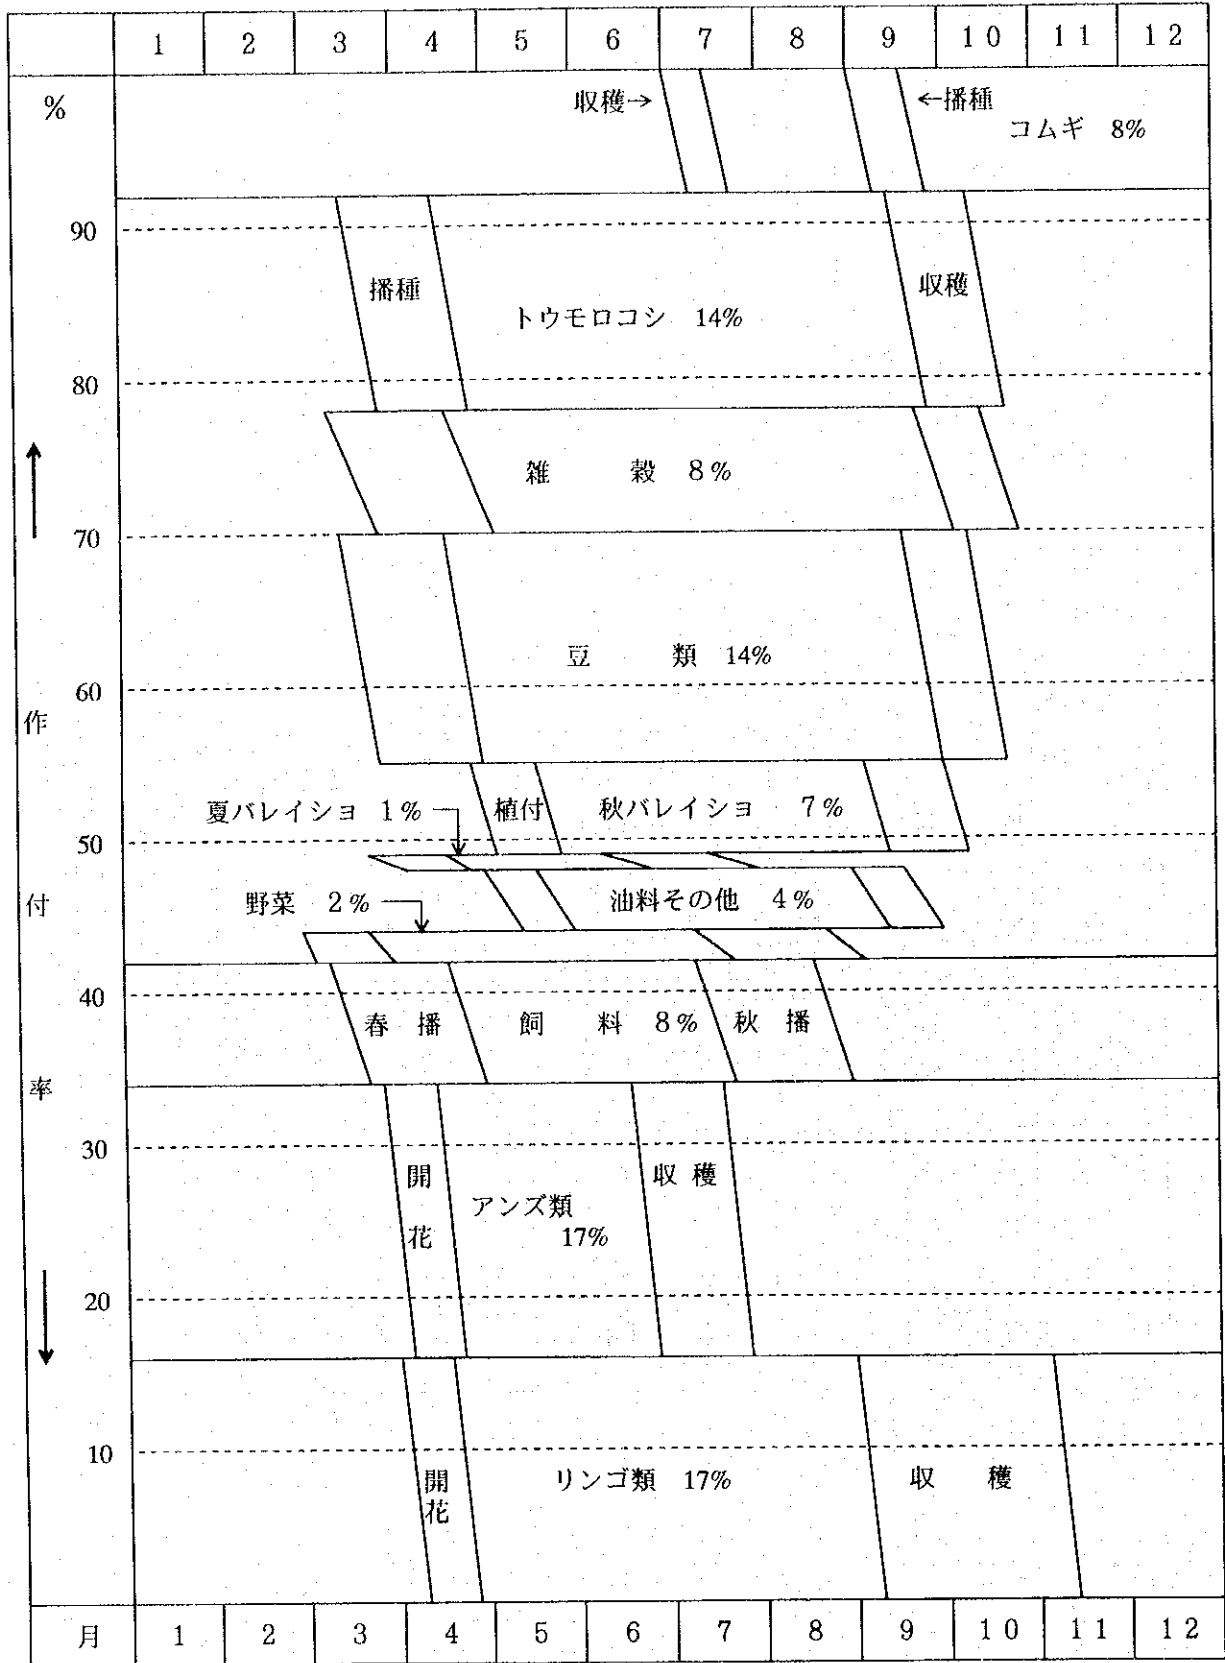 1 2 3 4 5 6 7 8 9 10 11 12
%
収穫→ ←播種
コムギ 8%
90
播種 収穫
トウモロコシ 14%
80
雑 穀 8%
70
豆 類 14%
60
作
夏バレイショ 1% 植付 秋バレイショ 7%
50
付
野菜 2% 油料その他 4%
40
春播 飼料 8% 秋播
率
30
開花 収穫
アンズ類
17%
20
10
開花 リンゴ類 17% 収穫
月 1 2 3 4 5 6 7 8 9 10 11 12